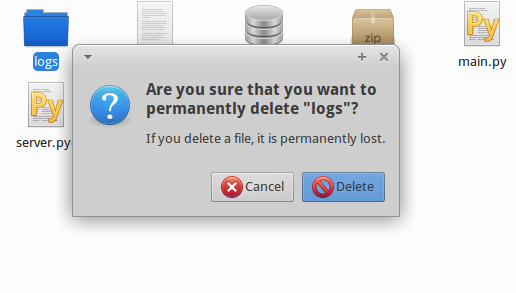 logs
zip
Py
main.py
Py
server.py
Are you sure that you want to
permanently delete "logs"?
If you delete a file, it is permanently lost.
Cancel
Delete